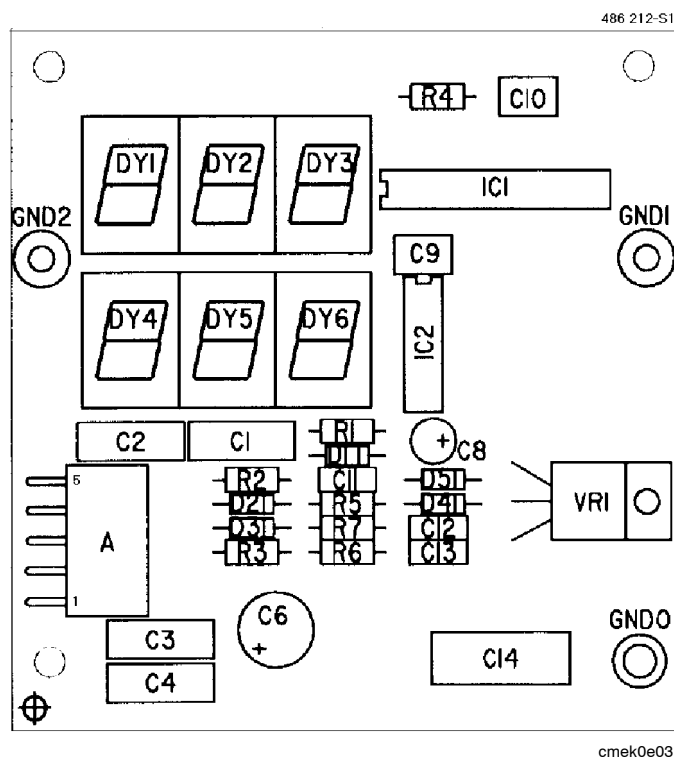 486 212-S1
R4 C10
DY1 DY2 DY3
IC1
GND2 GND1
C9
DY4 DY5 DY6
IC2
C2 C1 R1
D1 C8
R2 C11 D5
D2 R5 D4
VR1
D3 R7 C12
R3 R6 C13
5
A
1
C3 C6 GND0
+
C14
C4
cmek0e03